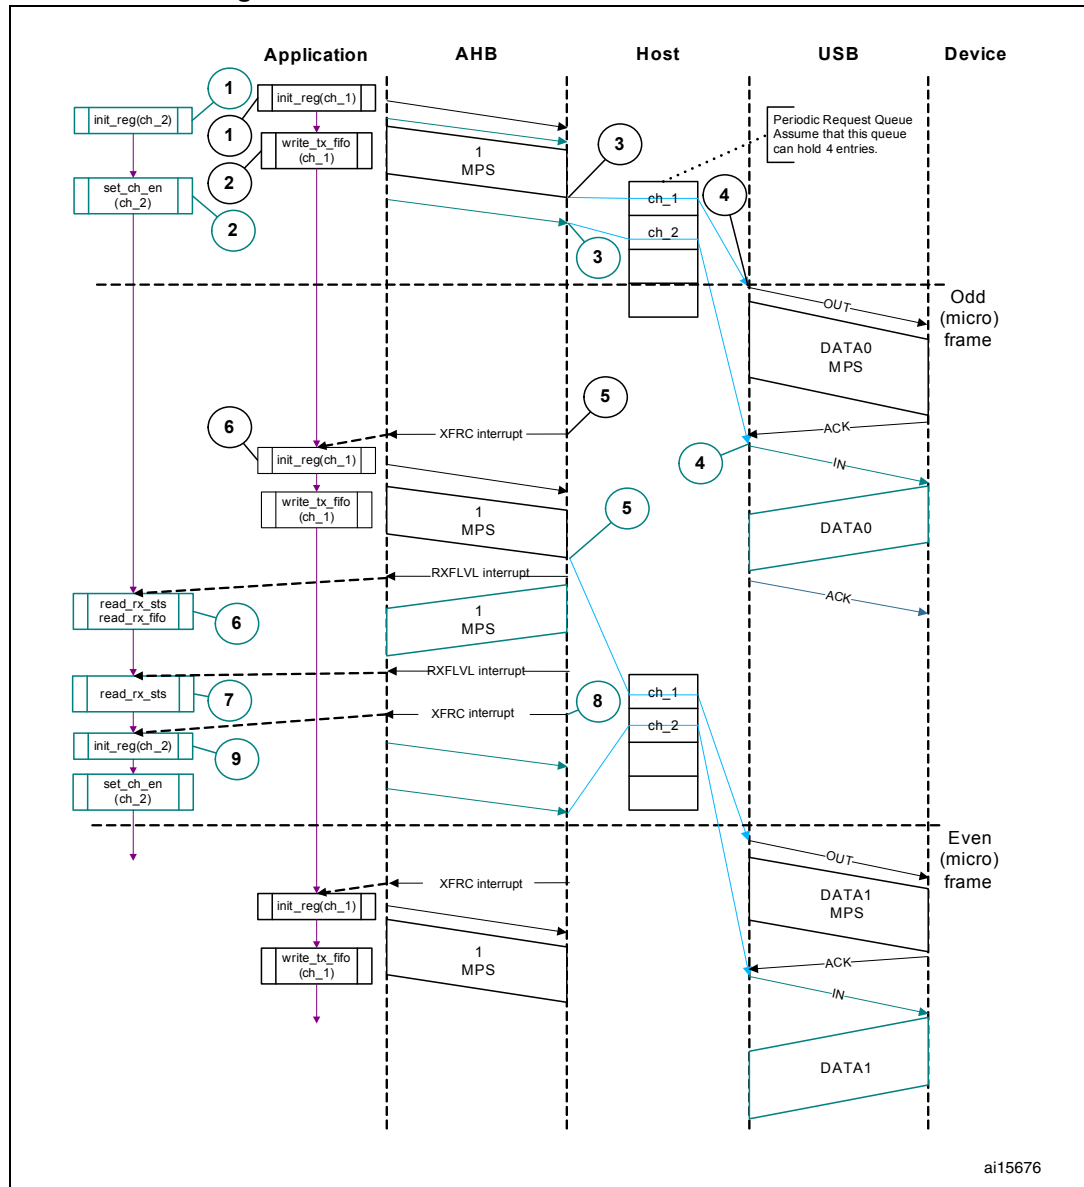 Application
AHB
Host
USB
Device
1
init_reg(ch_1)
init_reg(ch_2)
1
write_tx_fifo
(ch_1)
2
set_ch_en
(ch_2)
2
1
MPS
3
3
Periodic Request Queue
Assume that this queue
can hold 4 entries.
4
ch_1
ch_2
Odd
(micro)
frame
OUT
DATA0
MPS
ACK
5
XFRC interrupt
6
init_reg(ch_1)
4
IN
write_tx_fifo
(ch_1)
1
MPS
5
DATA0
RXFLVL interrupt
ACK
read_rx_sts
read_rx_fifo
6
1
MPS
RXFLVL interrupt
read_rx_sts
7
XFRC interrupt
8
ch_1
ch_2
init_reg(ch_2)
9
set_ch_en
(ch_2)
Even
(micro)
frame
OUT
XFRC interrupt
init_reg(ch_1)
DATA1
MPS
write_tx_fifo
(ch_1)
1
MPS
ACK
IN
DATA1
ai15676